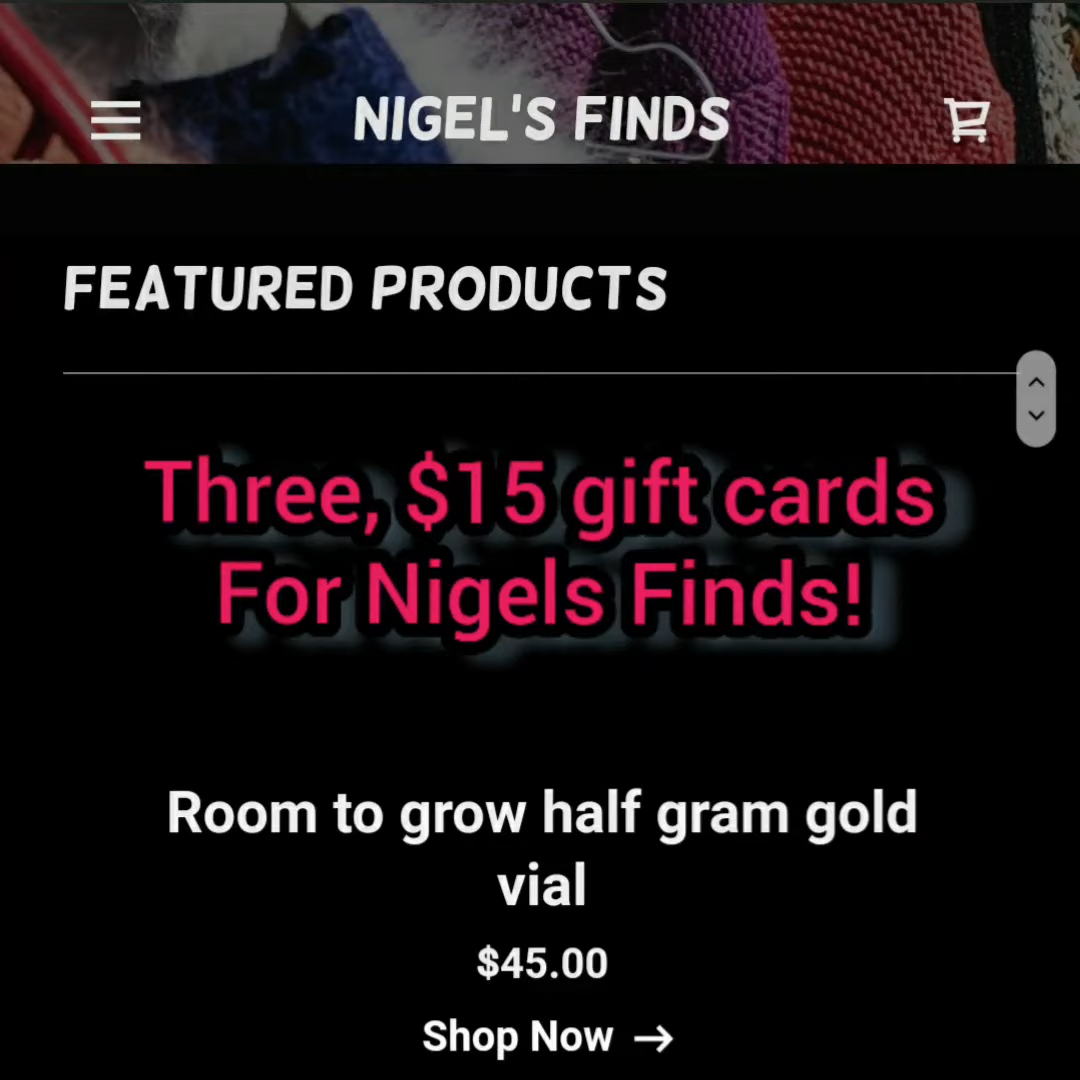 NIGEL'S FINDS
FEATURED PRODUCTS
Three, $15 gift cards
For Nigels Finds!
Room to grow half gram gold
vial
$45.00
Shop Now →